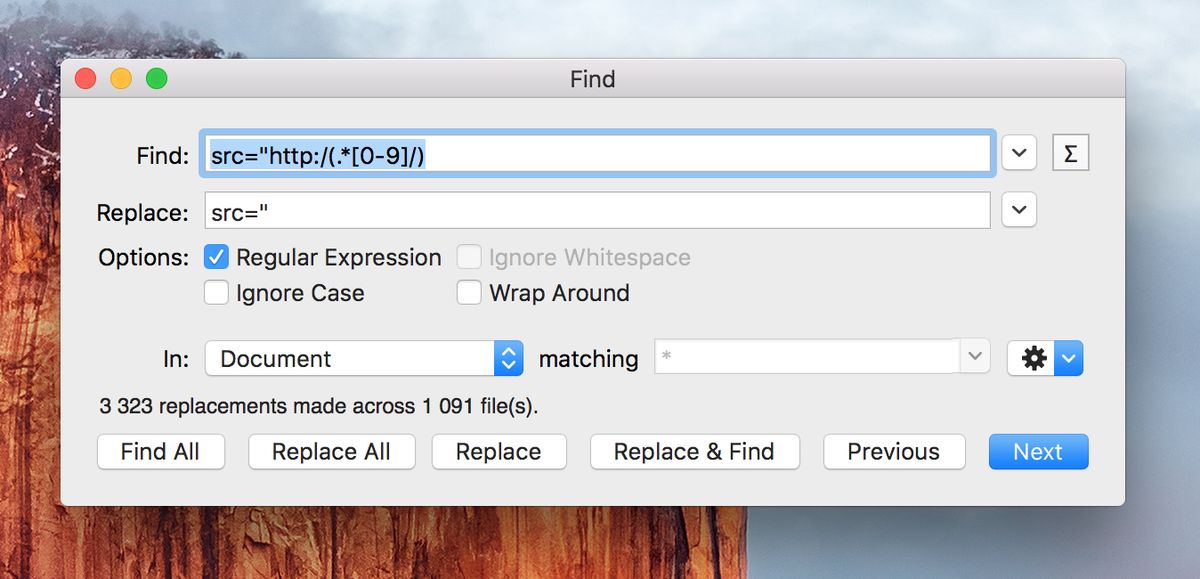 Find
Find: src="http://(.*[0-9]/) Σ
Replace: src="
Options: Regular Expression Ignore Whitespace
Ignore Case Wrap Around
In: Document matching *
3 323 replacements made across 1 091 file(s).
Find All Replace All Replace Replace & Find Previous Next